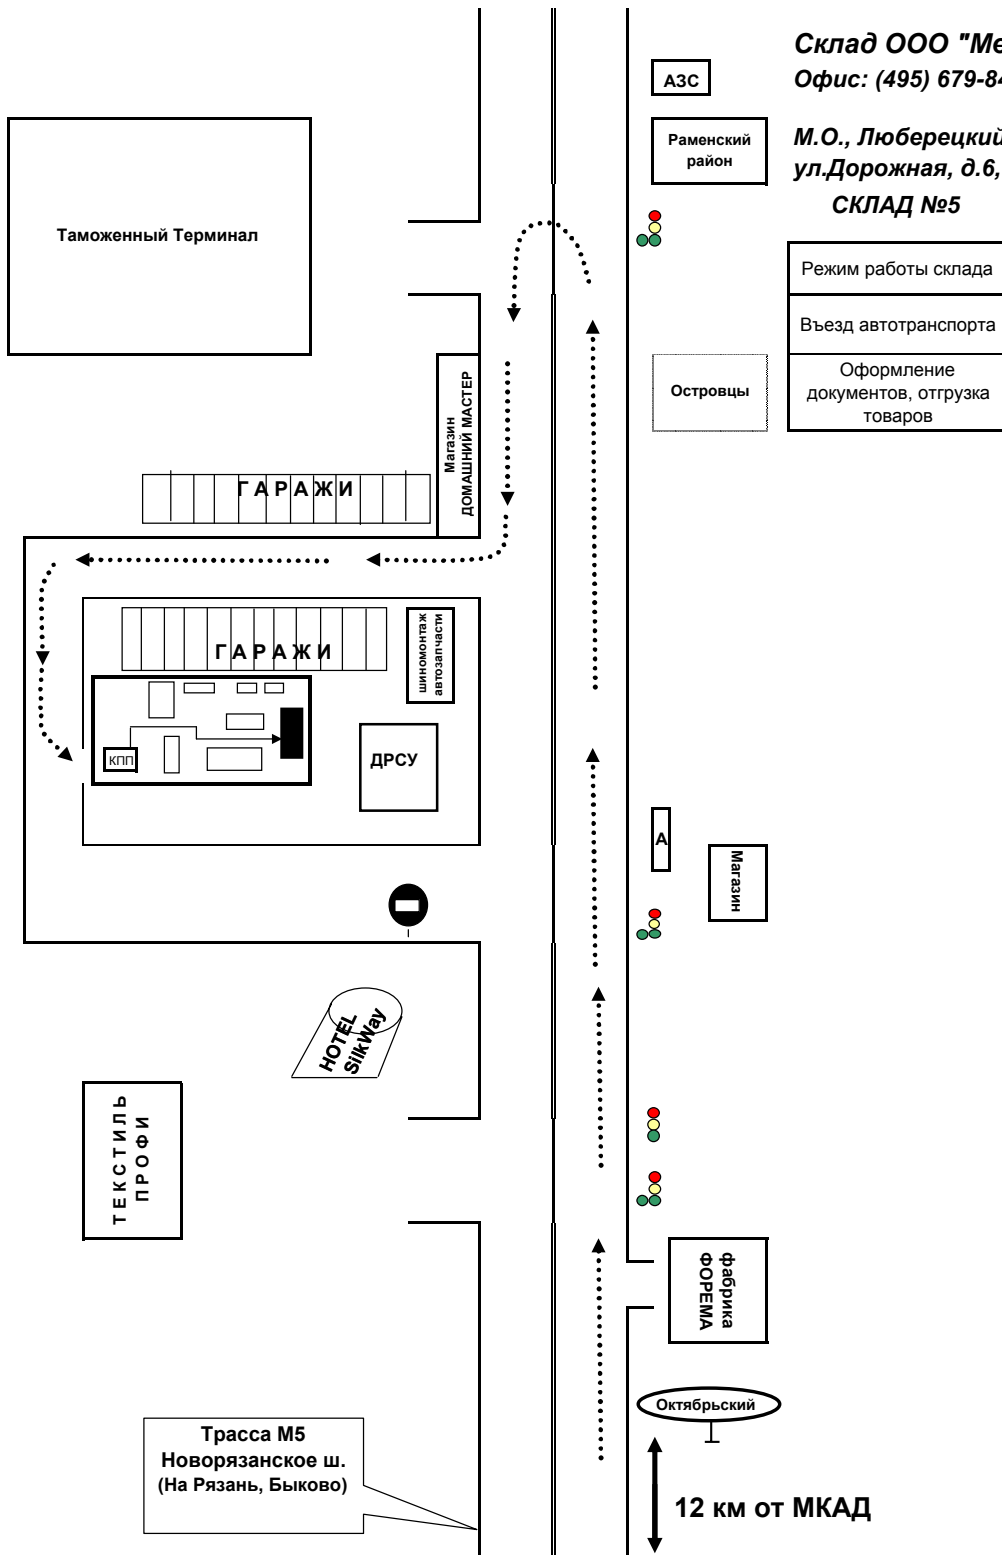 Склад ООО "Ме
Офис: (495) 679-84
АЗС
Раменский
район
М.О., Люберецкий
ул.Дорожная, д.6,
СКЛАД №5
Таможенный Терминал
Режим работы склада
Въезд автотранспорта
Оформление
документов, отгрузка
товаров
Островцы
Магазин
ДОМАШНИЙ МАСТЕР
ГАРАЖИ
ГАРАЖИ
шиномонтаж
автозапчасти
КПП
ДРСУ
А
Магазин
HOTEL
SilkWay
ТЕКСТИЛЬ
ПРОФИ
фабрика
ФОРЕМА
Октябрьский
Трасса М5
Новорязанское ш.
(На Рязань, Быково)
12 км от МКАД